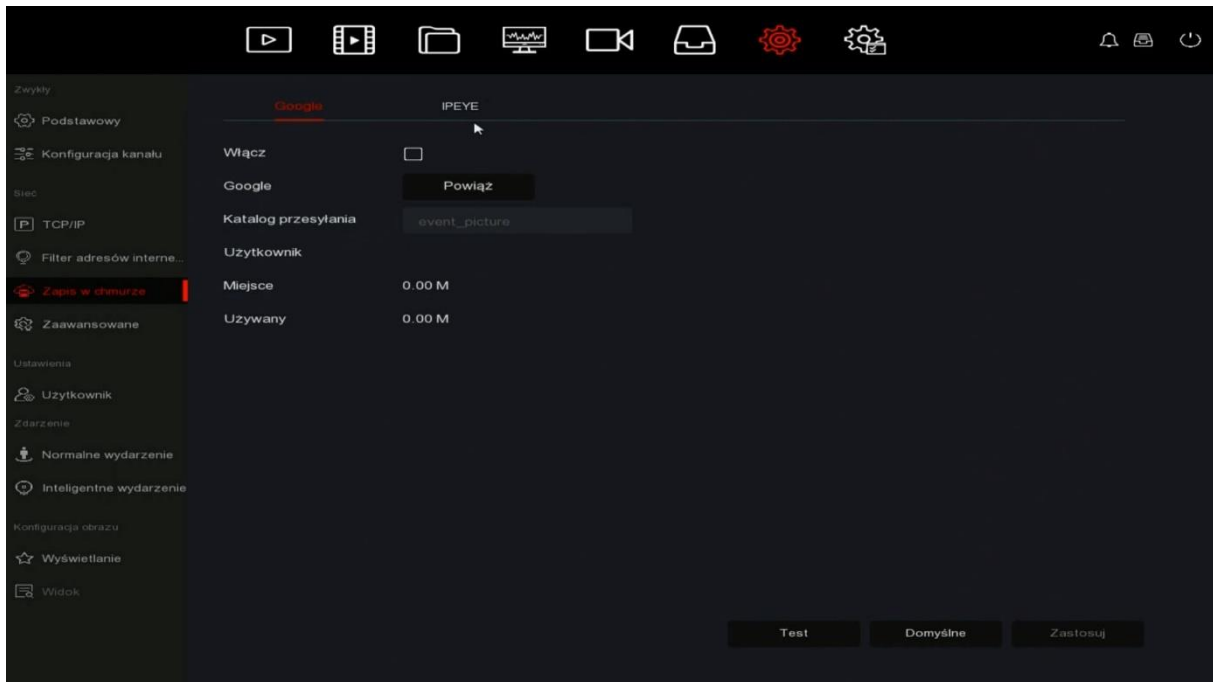 Zwykły
Podstawowy
Konfiguracja kanału
Sieć
TCP/IP
Filter adresów interne...
Zapis w chmurze
Zaawansowane
Ustawienia
Użytkownik
Zdarzenie
Normalne wydarzenie
Inteligentne wydarzenie
Konfiguracja obrazu
Wyświetlanie
Widok
Google IPEYE
Włącz
Google Powiąż
Katalog przesyłania event_picture
Użytkownik
Miejsce 0.00 M
Używany 0.00 M
Test Domyślne Zastosuj